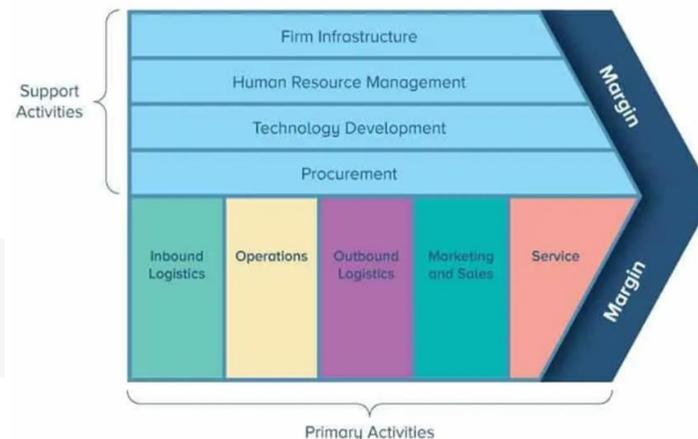 Support
Activities
Firm Infrastructure
Human Resource Management
Technology Development
Procurement
Margin
Inbound
Logistics
Operations
Outbound
Logistics
Marketing
and Sales
Service
Margin
Primary Activities